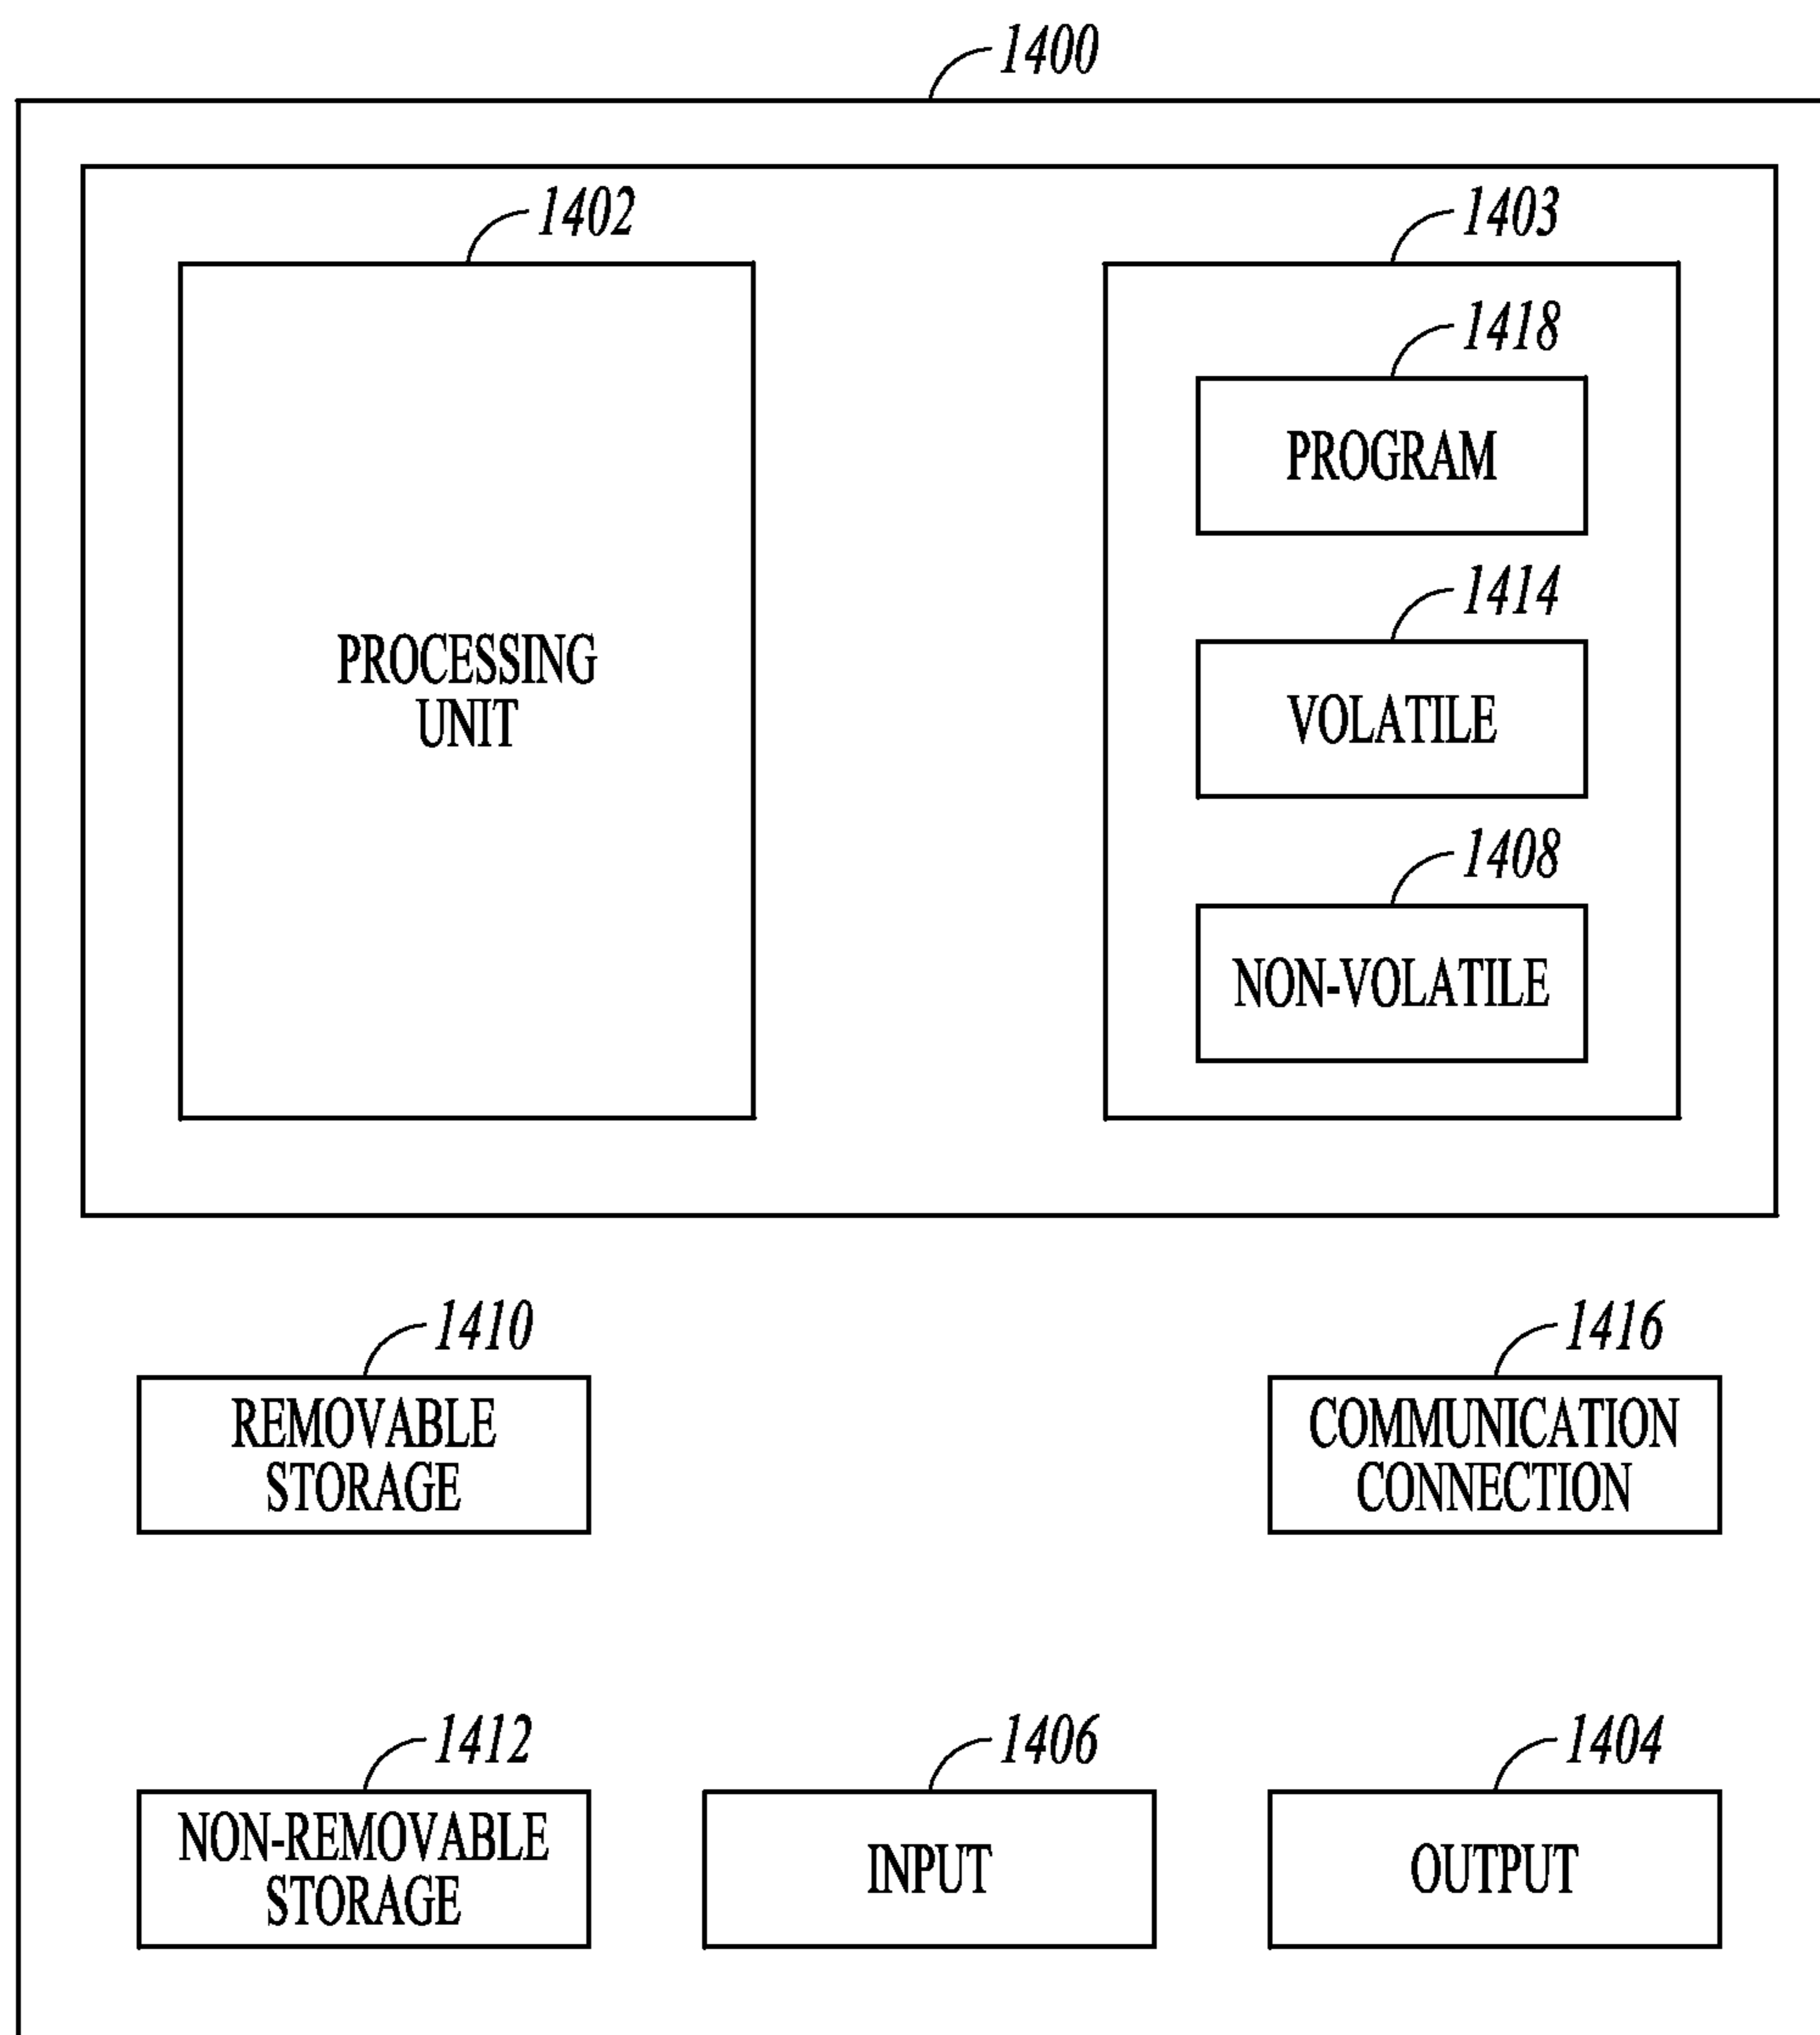 1400
1402
1403
1418
PROGRAM
1414
PROCESSING
UNIT
VOLATILE
1408
NON-VOLATILE
1410
1416
REMOVABLE
STORAGE
COMMUNICATION
CONNECTION
1412
1406
1404
NON-REMOVABLE
STORAGE
INPUT
OUTPUT